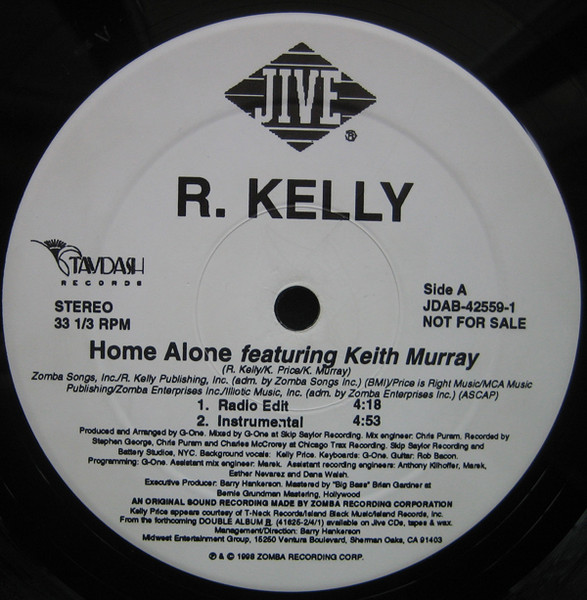 JIVE
®
R. KELLY
TAVDASH
RECORDS
STEREO
33 1/3 RPM
Side A
JDAB-42559-1
NOT FOR SALE
Home Alone featuring Keith Murray
(R. Kelly/K. Price/K. Murray)
Zomba Songs, Inc./R. Kelly Publishing, Inc. (adm. by Zomba Songs Inc.) (BMI)/Price is Right Music/MCA Music
Publishing/Zomba Enterprises Inc./Illiotic Music, Inc. (adm. by Zomba Enterprises Inc.) (ASCAP)
1. Radio Edit 4:18
2. Instrumental 4:53
Produced and Arranged by G-One. Mixed by G-One at Skip Saylor Recording. Mix engineer: Chris Puram. Recorded by
Stephen George, Chris Puram and Charles McCrorey at Chicago Trax Recording. Skip Saylor Recording and
Battery Studios, NYC. Background vocals: Kelly Price. Keyboards: G-One. Guitar: Rob Bacon.
Programming: G-One. Assistant mix engineer: Marek. Assistant recording engineers: Anthony Kilhoffer, Marek,
Esther Nevarez and Dana Walsh.
Executive Producer: Barry Hankerson. Mastered by "Big Bass" Brian Gardner at
Bernie Grundman Mastering, Hollywood
AN ORIGINAL SOUND RECORDING MADE BY ZOMBA RECORDING CORPORATION
Kelly Price appears courtesy of T-Neck Records/Island Black Music/Island Records, Inc.
From the forthcoming DOUBLE ALBUM R. (41625-2/4/1) available on Jive CDs, tapes & wax.
Management/Direction: Barry Hankerson
Midwest Entertainment Group, 15250 Ventura Boulevard, Sherman Oaks, CA 91403
℗ & © 1998 ZOMBA RECORDING CORP.